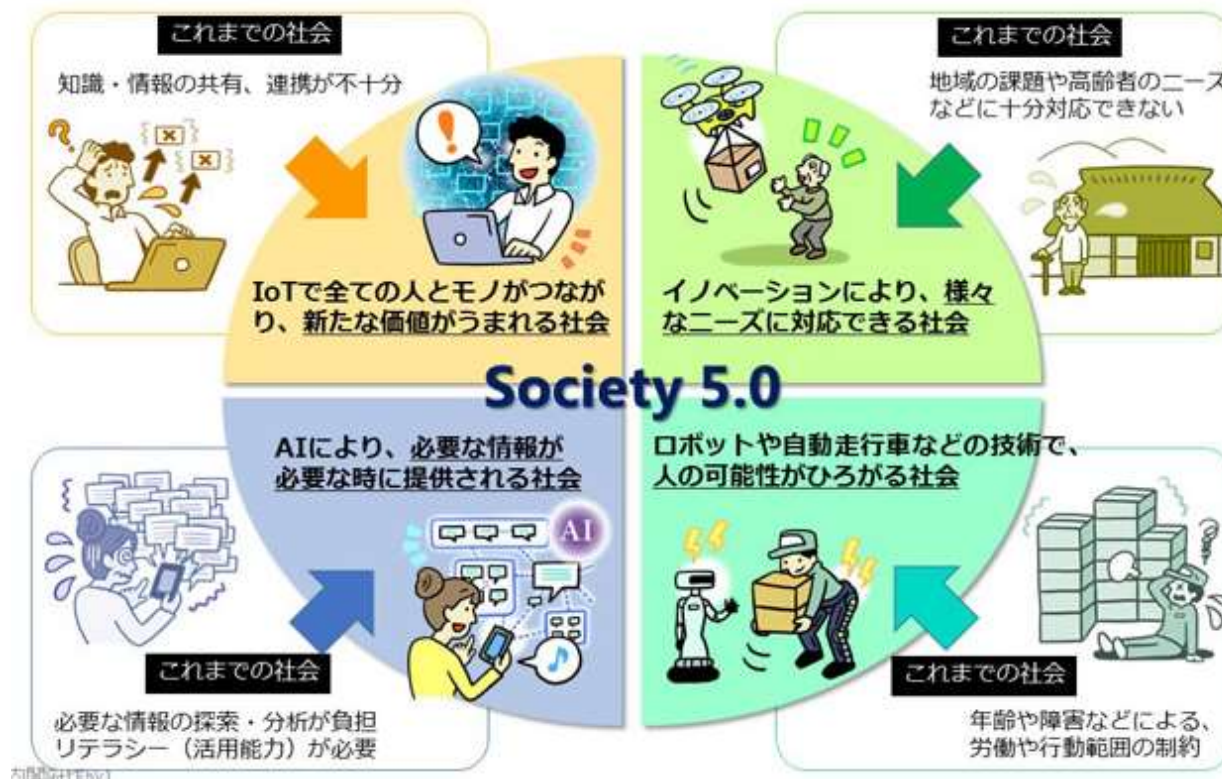 これまでの社会
知識・情報の共有、連携が不十分
IoTで全ての人とモノがつなが
り、新たな価値がうまれる社会
これまでの社会
地域の課題や高齢者のニーズ
などに十分対応できない
イノベーションにより、様々
なニーズに対応できる社会
Society 5.0
AIにより、必要な情報が
必要な時に提供される社会
AI
これまでの社会
必要な情報の探索・分析が負担
リテラシー（活用能力）が必要
ロボットや自動走行車などの技術で、
人の可能性がひろがる社会
これまでの社会
年齢や障害などによる、
労働や行動範囲の制約